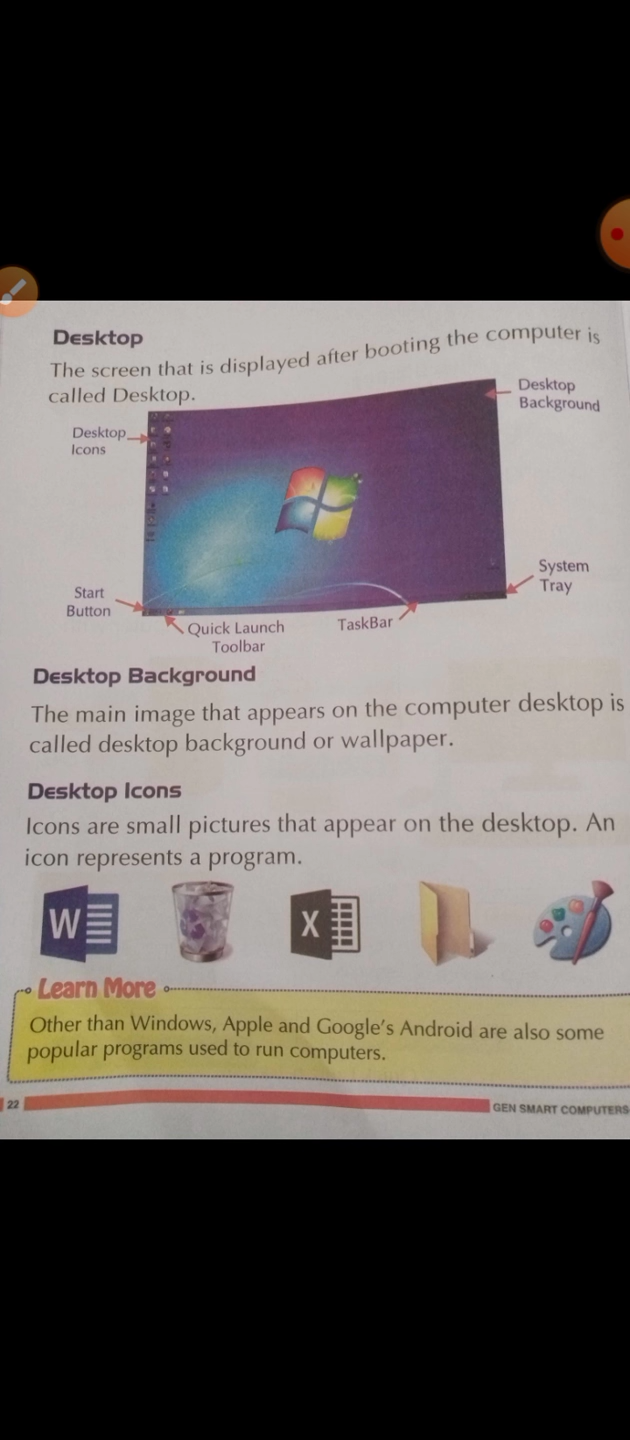 Desktop
The screen that is displayed after booting the computer is
called Desktop.
Desktop
Background
Desktop
Icons
System
Tray
Start
Button
Quick Launch
Toolbar
TaskBar
Desktop Background
The main image that appears on the computer desktop is
called desktop background or wallpaper.
Desktop Icons
Icons are small pictures that appear on the desktop. An
icon represents a program.
W
X
Learn More
Other than Windows, Apple and Google's Android are also some
popular programs used to run computers.
22
GEN SMART COMPUTERS